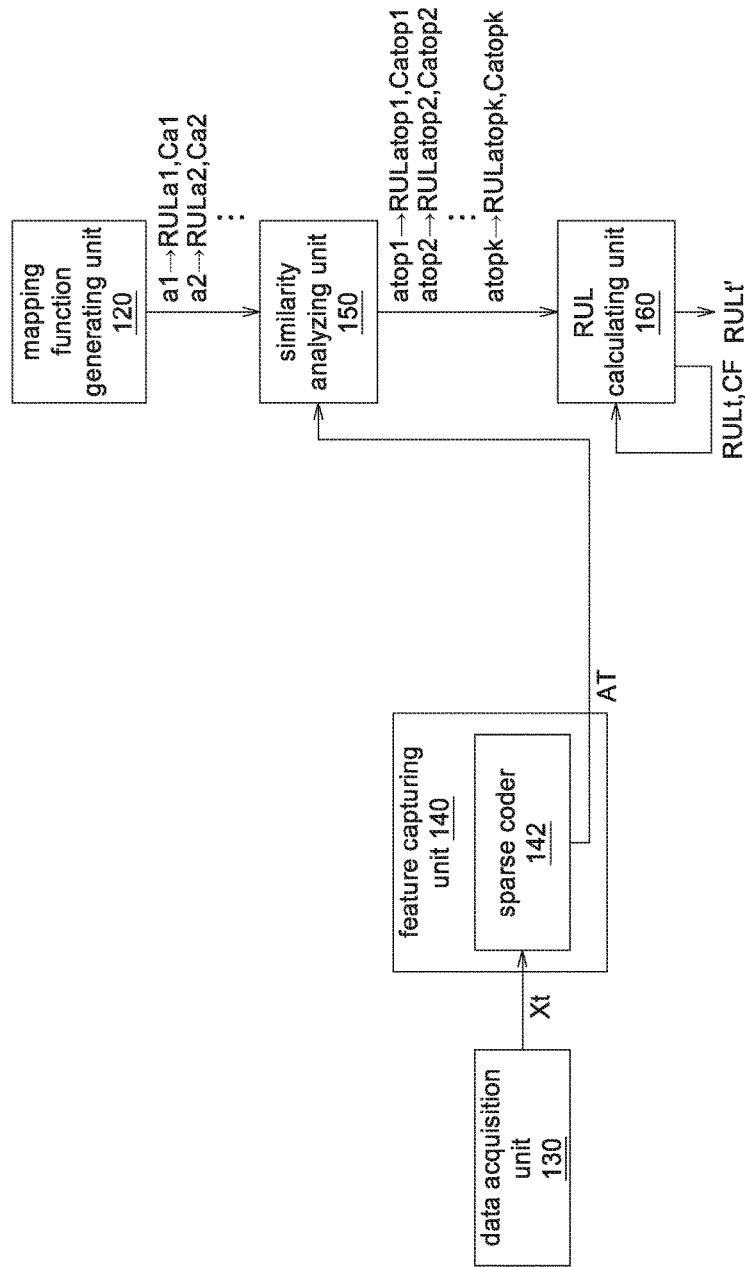 mapping
function
generating unit
120
a1→RULa1,Ca1
a2→RULa2,Ca2
⋮
similarity
analyzing unit
150
atop1→RULatop1,Catop1
atop2→RULatop2,Catop2
⋮
atopk→RULatopk,Catopk
RUL
calculating unit
160
RULt,CF
RULt'
data acquisition
unit
130
Xt
feature capturing
unit 140
sparse coder
142
AT